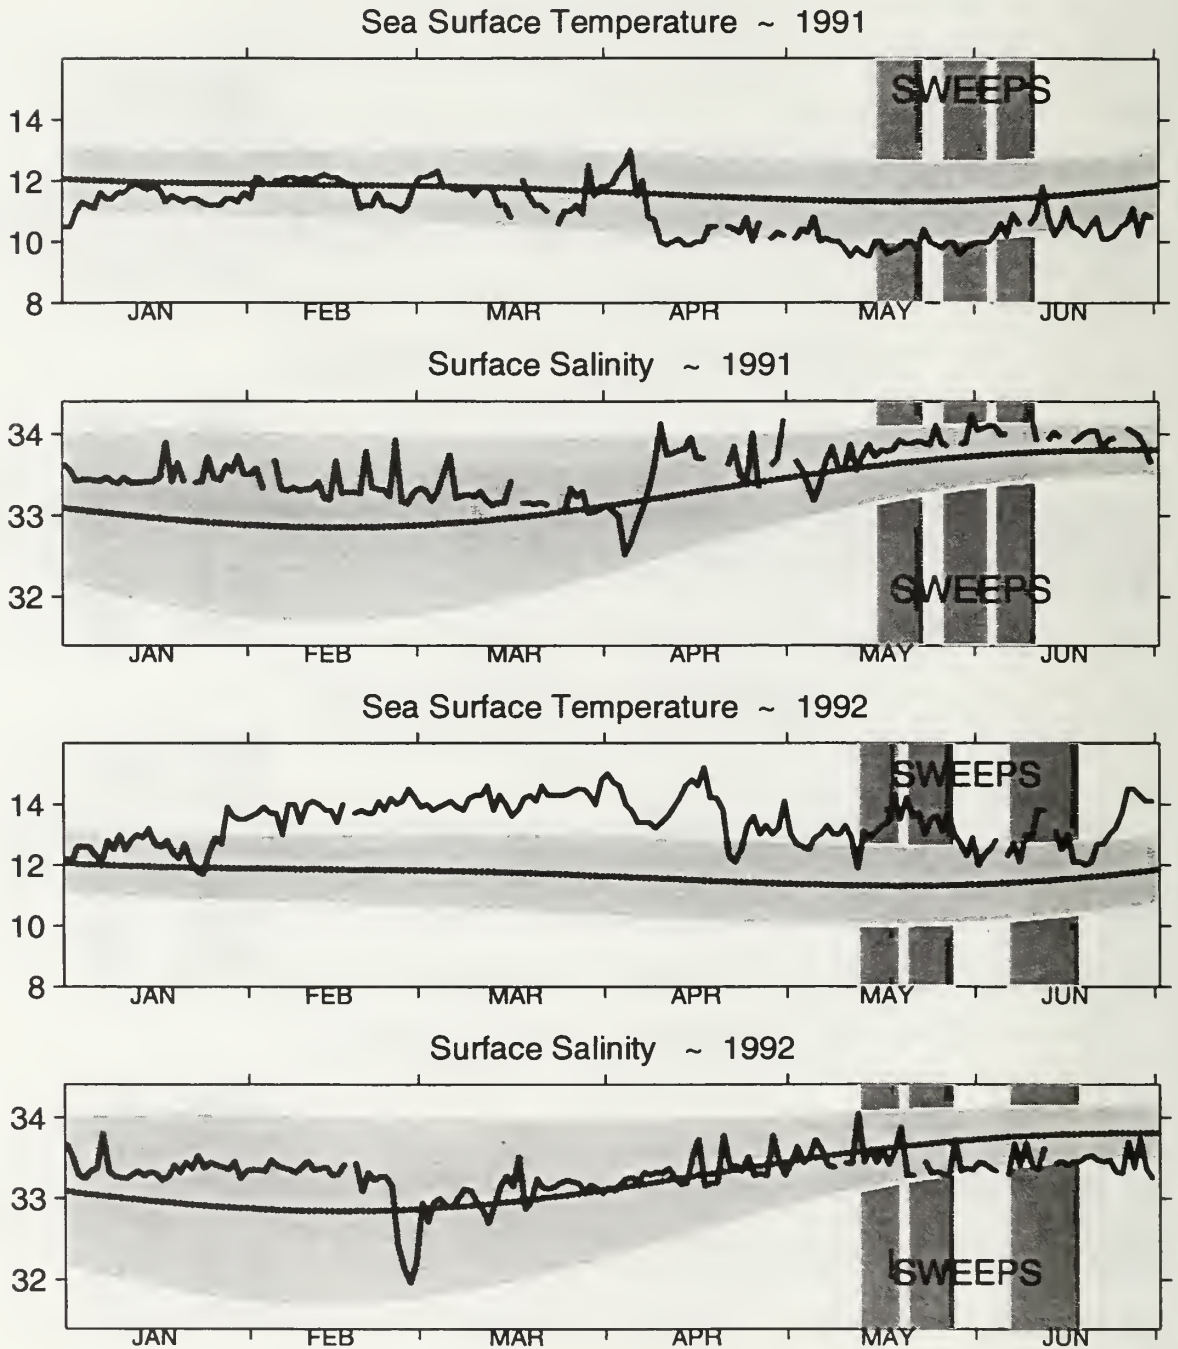 Sea Surface Temperature ~ 1991
SWEEPS
14
12
10
8
JAN FEB MAR APR MAY JUN
Surface Salinity ~ 1991
34
33
32
SWEEPS
JAN FEB MAR APR MAY JUN
Sea Surface Temperature ~ 1992
SWEEPS
14
12
10
8
JAN FEB MAR APR MAY JUN
Surface Salinity ~ 1992
34
33
32
SWEEPS
JAN FEB MAR APR MAY JUN